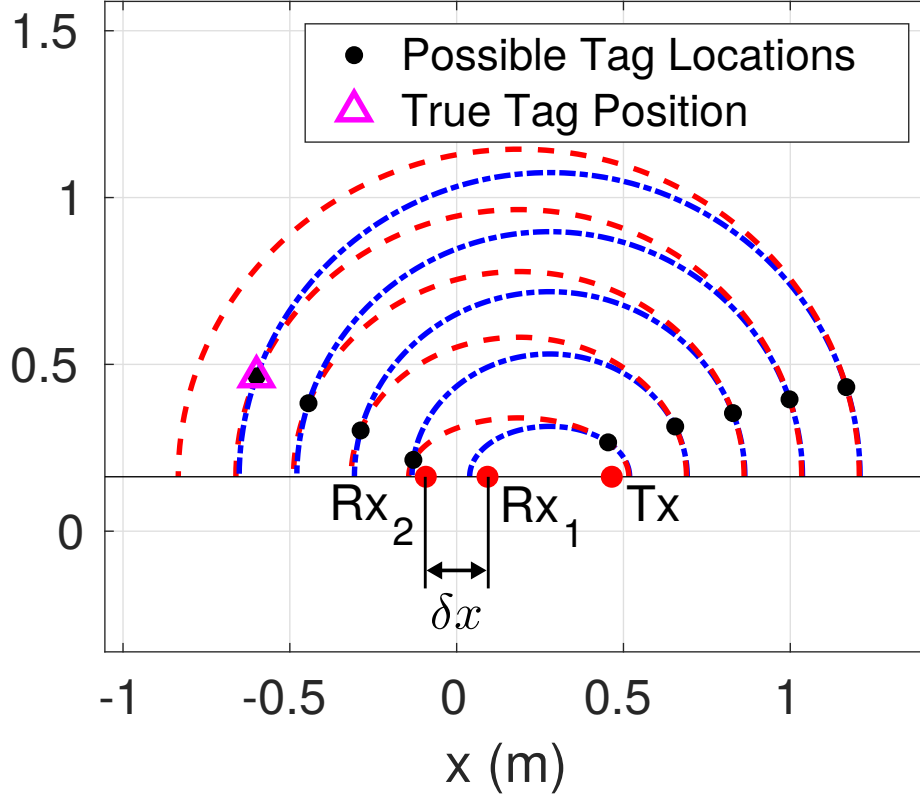 1.5
Possible Tag Locations
True Tag Position
1
0.5
0
Rx2
Rx1
Tx
δx
-1 -0.5 0 0.5 1
x (m)